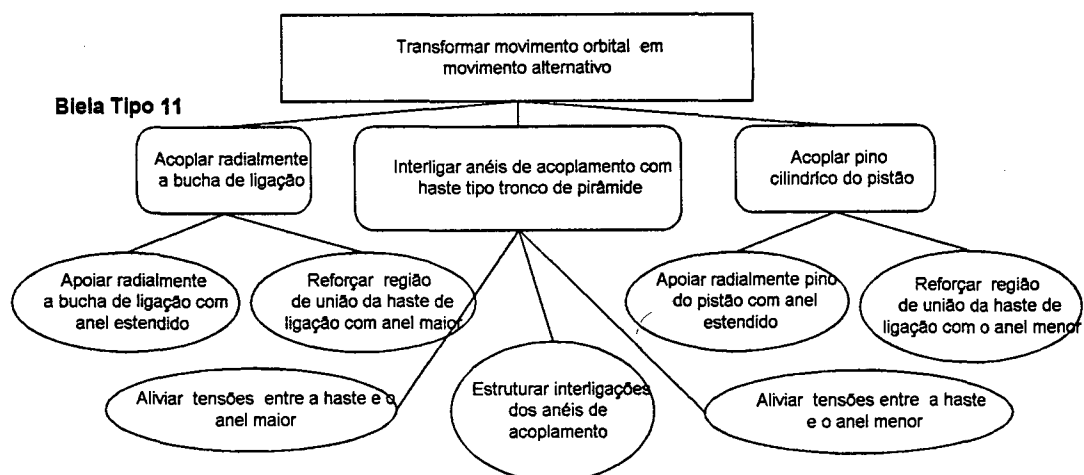 Transformar movimento orbital em
movimento alternativo
Biela Tipo 11
Acoplar radialmente
a bucha de ligação
Interligar anéis de acoplamento com
haste tipo tronco de pirâmide
Acoplar pino
cilíndrico do pistão
Apoiar radialmente
a bucha de ligação com
anel estendido
Reforçar região
de união da haste de
ligação com anel maior
Apoiar radialmente pino
do pistão com anel
estendido
Reforçar região
de união da haste de
ligação com o anel menor
Aliviar tensões entre a haste e o
anel maior
Estruturar interligações
dos anéis de
acoplamento
Aliviar tensões entre a haste
e o anel menor